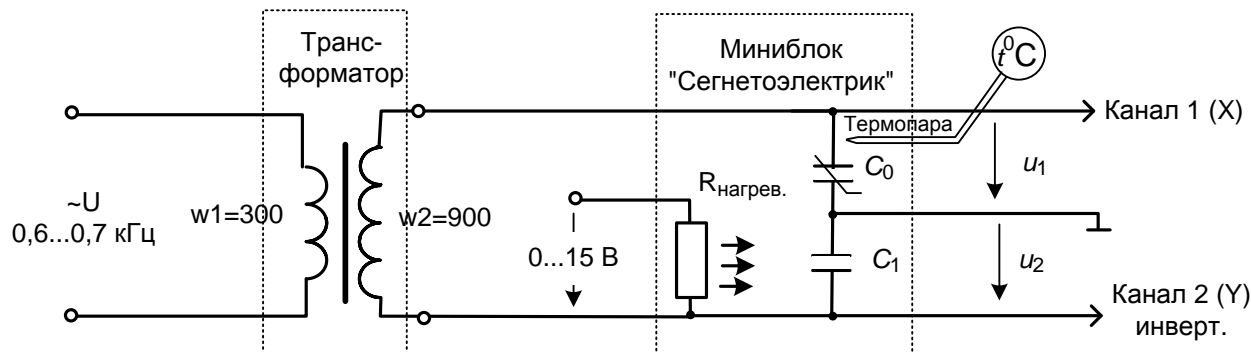 Транс-
форматор
Миниблок
"Сегнетоэлектрик"
t⁰C
Канал 1 (X)
Термопара
C₀
u₁
Rнагрев.
~U
0,6...0,7 кГц
w1=300
w2=900
0...15 В
C₁
u₂
Канал 2 (Y)
инверт.